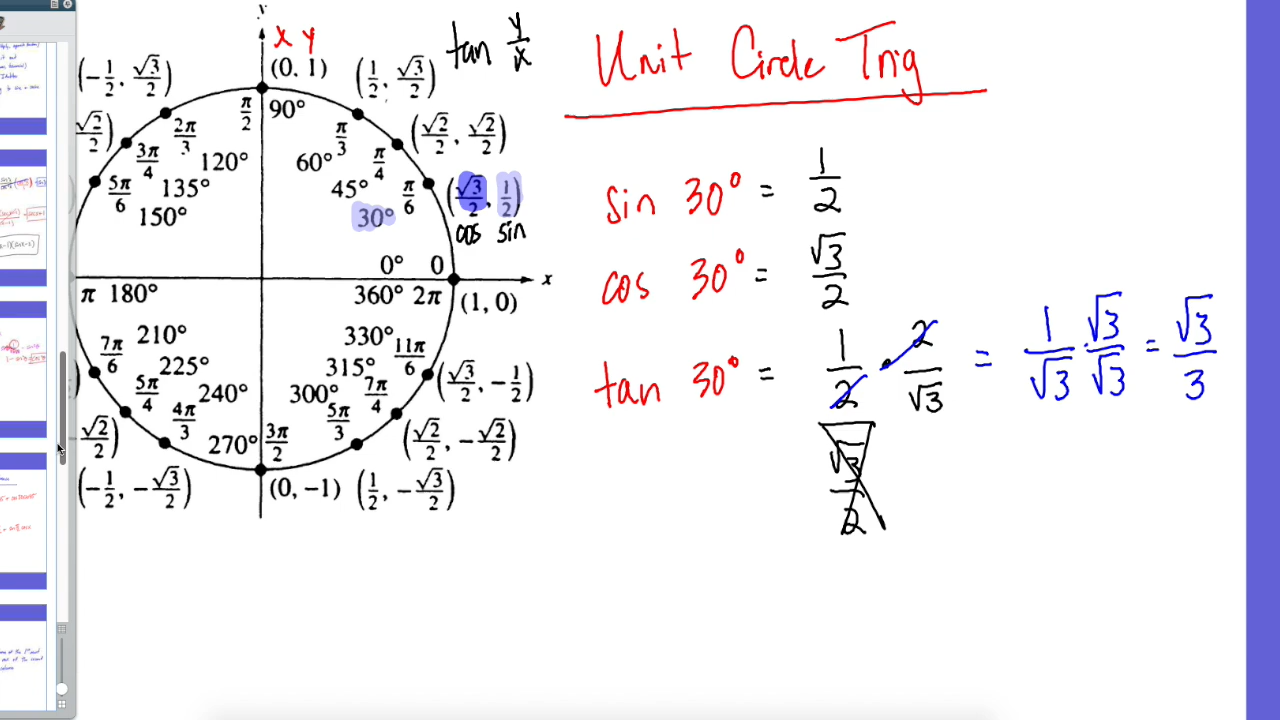 Unit Circle Trig
x y
tan y/x
y
(0, 1)
90°
π/2
(-1/2, √3/2)
2π/3
120°
√2/2)
3π/4
135°
5π/6
150°
(1/2, √3/2)
π/3
60°
(√2/2, √2/2)
π/4
45°
(√3/2, 1/2)
cos sin
π/6
30°
0° 0
360° 2π
(1, 0)
x
π 180°
210°
7π/6
225°
5π/4
√2/2)
240°
4π/3
(-1/2, -√3/2)
270° 3π/2
(0, -1)
300°
5π/3
(1/2, -√3/2)
315°
7π/4
(√2/2, -√2/2)
330°
11π/6
(√3/2, -1/2)
sin 30° = 1/2
cos 30° = √3/2
tan 30° = 1/2 · 2/√3 = 1/√3 · √3/√3 = √3/3
√3/2